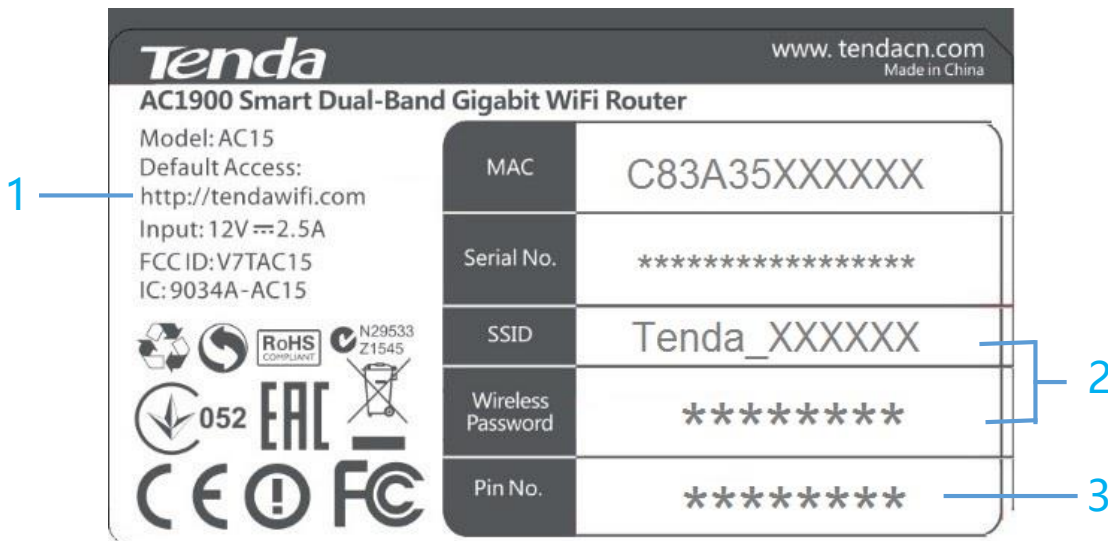 Tenda
www. tendacn.com
Made in China
AC1900 Smart Dual-Band Gigabit WiFi Router
Model: AC15
Default Access:
http://tendawifi.com
Input: 12V⎓2.5A
FCC ID: V7TAC15
IC: 9034A-AC15
RoHS
COMPLIANT
N29533
Z1545
052
EAC
CE
FC
MAC
C83A35XXXXXX
Serial No.
*****************
SSID
Tenda_XXXXXX
Wireless
Password
********
Pin No.
********
1
2
3